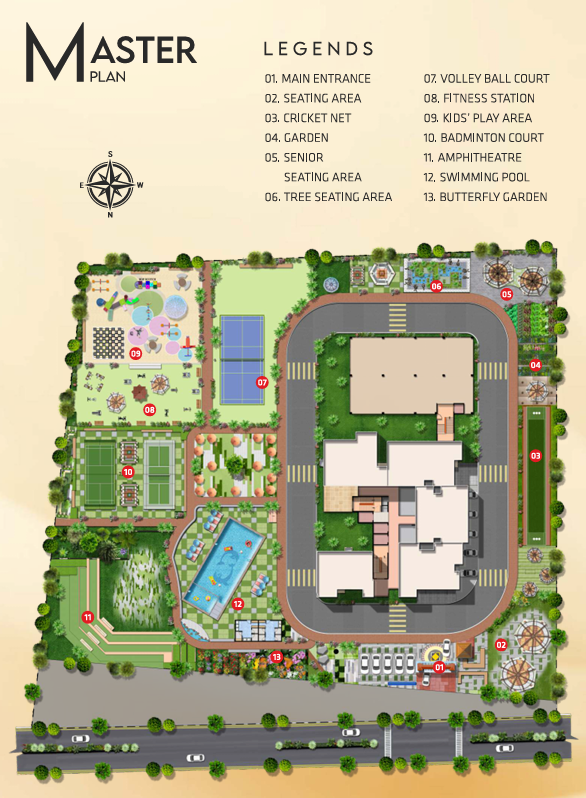 MASTER
PLAN
LEGENDS
01. MAIN ENTRANCE
02. SEATING AREA
03. CRICKET NET
04. GARDEN
05. SENIOR
SEATING AREA
06. TREE SEATING AREA
07. VOLLEY BALL COURT
08. FITNESS STATION
09. KIDS' PLAY AREA
10. BADMINTON COURT
11. AMPHITHEATRE
12. SWIMMING POOL
13. BUTTERFLY GARDEN
S
E W
N
06
05
09
04
07
08
03
10
12
11
02
13
01